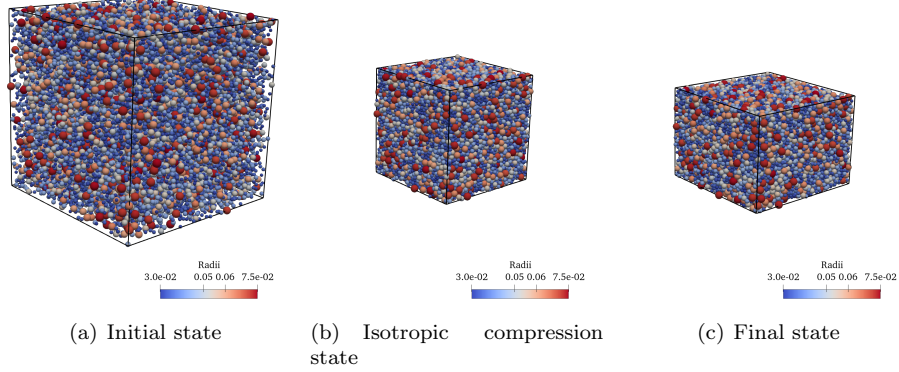 Radii
3.0e-02 0.05 0.06 7.5e-02
(a) Initial state
Radii
3.0e-02 0.05 0.06 7.5e-02
(b) Isotropic compression
state
Radii
3.0e-02 0.05 0.06 7.5e-02
(c) Final state